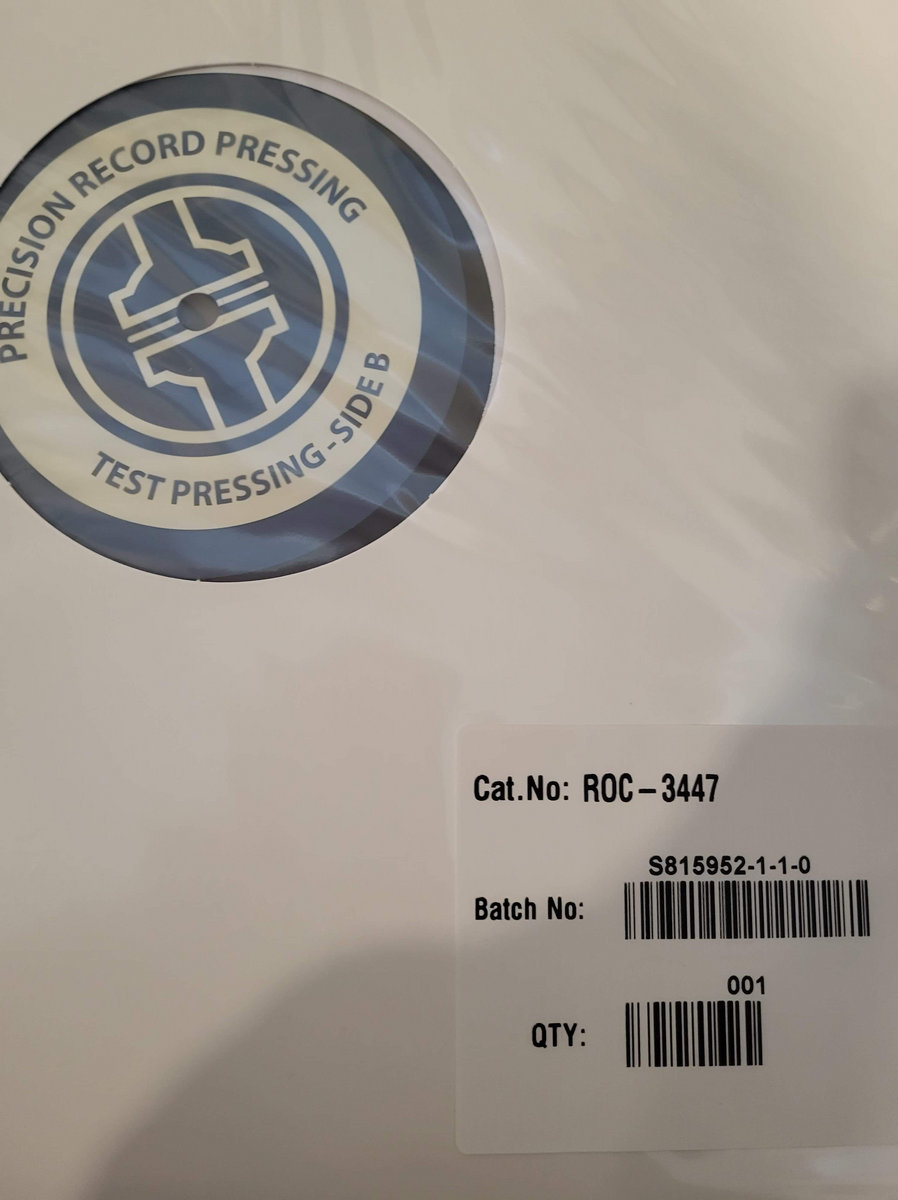 PRECISION RECORD PRESSING
TEST PRESSING - SIDE B
Cat.No: ROC – 3447
S815952-1-1-0
Batch No:
001
QTY: